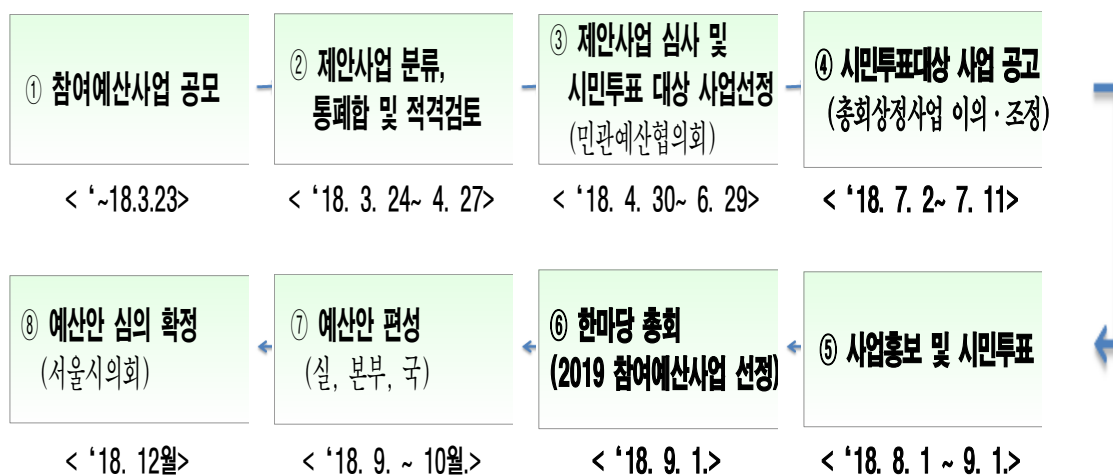 ① 참여예산사업 공모
< ‘~18.3.23>
② 제안사업 분류,
통폐합 및 적격검토
< ‘18. 3. 24~ 4. 27>
③ 제안사업 심사 및
시민투표 대상 사업선정
(민관예산협의회)
< ‘18. 4. 30~ 6. 29>
④ 시민투표대상 사업 공고
(총회상정사업 이의·조정)
< ‘18. 7. 2~ 7. 11>
⑤ 사업홍보 및 시민투표
< ‘18. 8. 1 ~ 9. 1.>
⑥ 한마당 총회
(2019 참여예산사업 선정)
< ‘18. 9. 1.>
⑦ 예산안 편성
(실, 본부, 국)
< ‘18. 9. ~ 10월.>
⑧ 예산안 심의 확정
(서울시의회)
< ‘18. 12월>